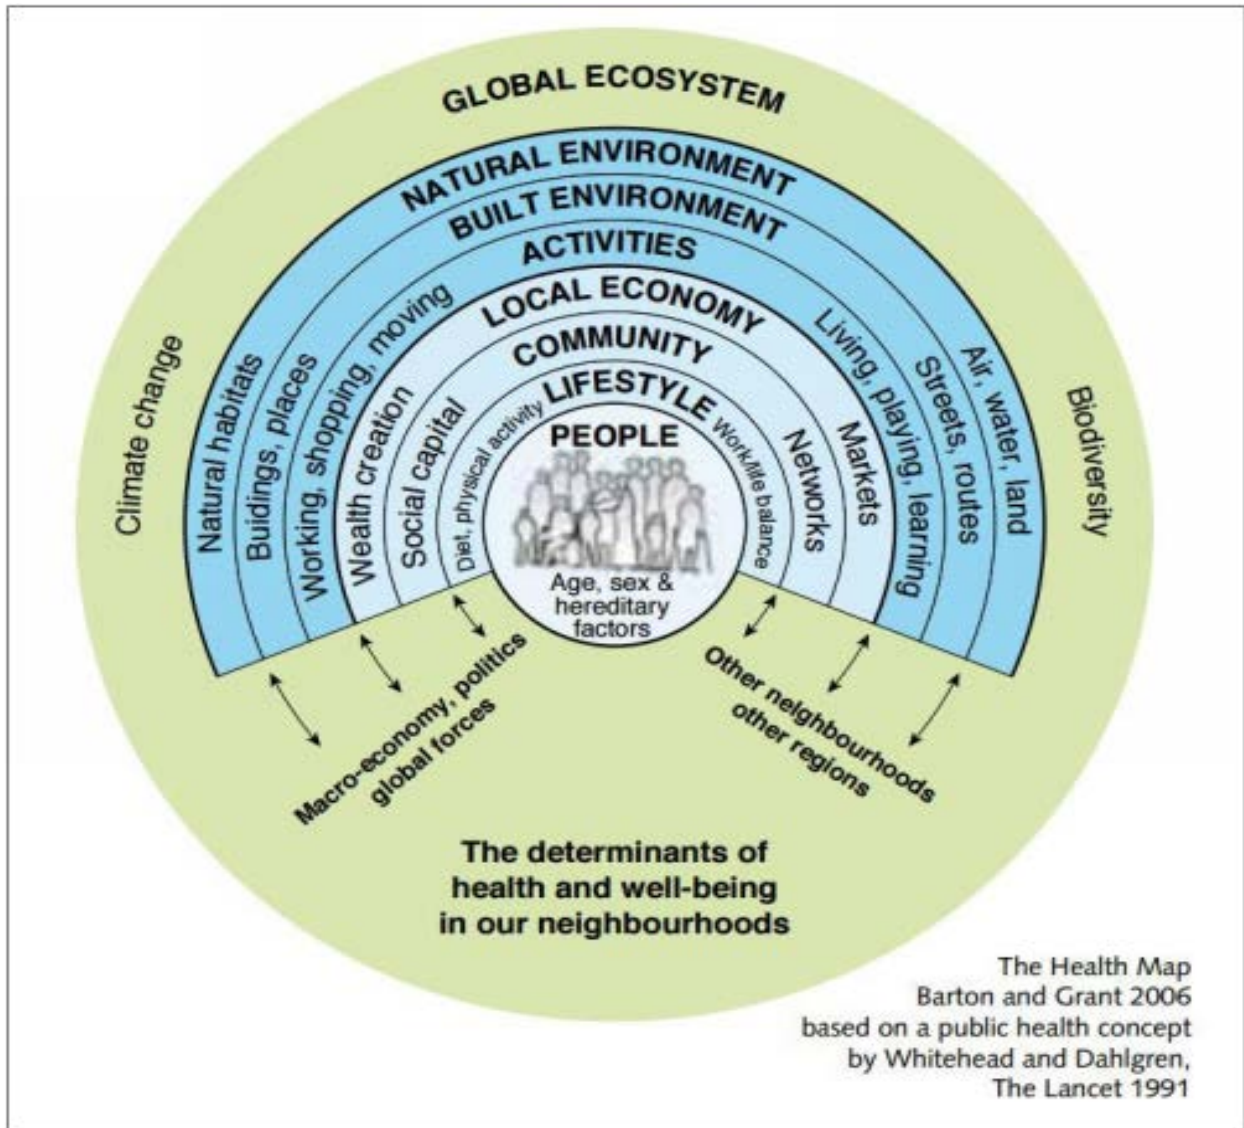 GLOBAL ECOSYSTEM
NATURAL ENVIRONMENT
BUILT ENVIRONMENT
ACTIVITIES
LOCAL ECONOMY
COMMUNITY
LIFESTYLE
PEOPLE
Age, sex &
hereditary
factors
Climate change
Natural habitats
Buidings, places
Working, shopping, moving
Wealth creation
Social capital
Diet, physical activity
Work/life balance
Networks
Markets
Living, playing, learning
Streets, routes
Air, water, land
Biodiversity
Macro-economy, politics
global forces
Other neighbourhoods
other regions
The determinants of
health and well-being
in our neighbourhoods
The Health Map
Barton and Grant 2006
based on a public health concept
by Whitehead and Dahlgren,
The Lancet 1991